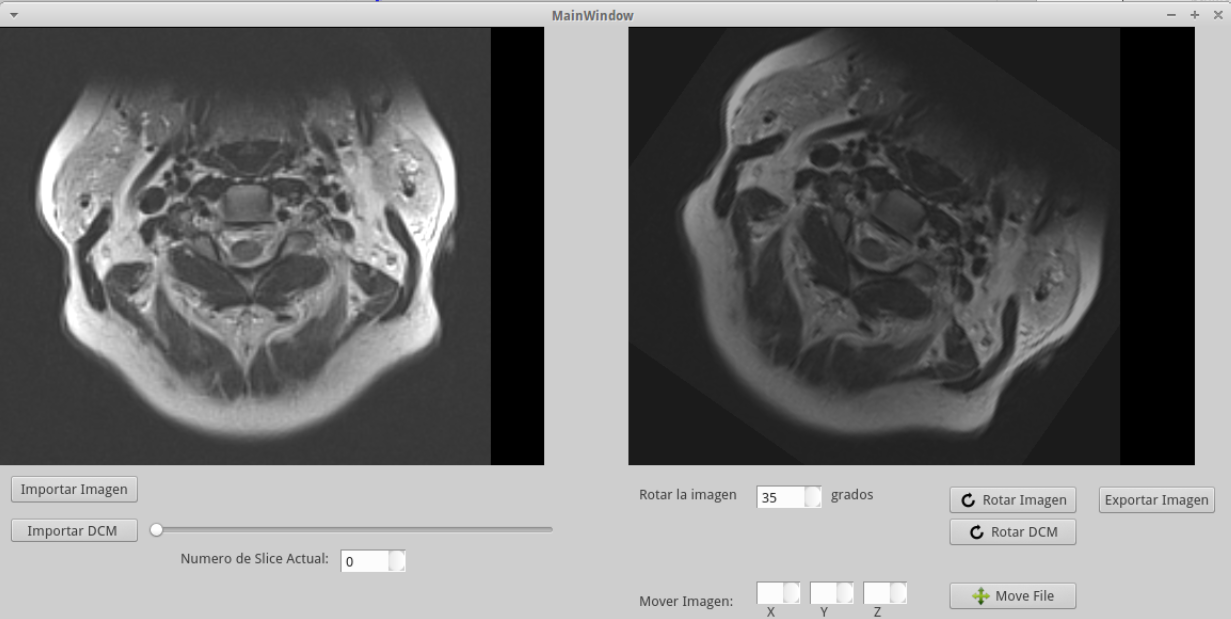 MainWindow
Importar Imagen
Rotar la imagen 35 grados
Rotar Imagen
Exportar Imagen
Importar DCM
Rotar DCM
Numero de Slice Actual: 0
Mover Imagen:
Move File
X Y Z